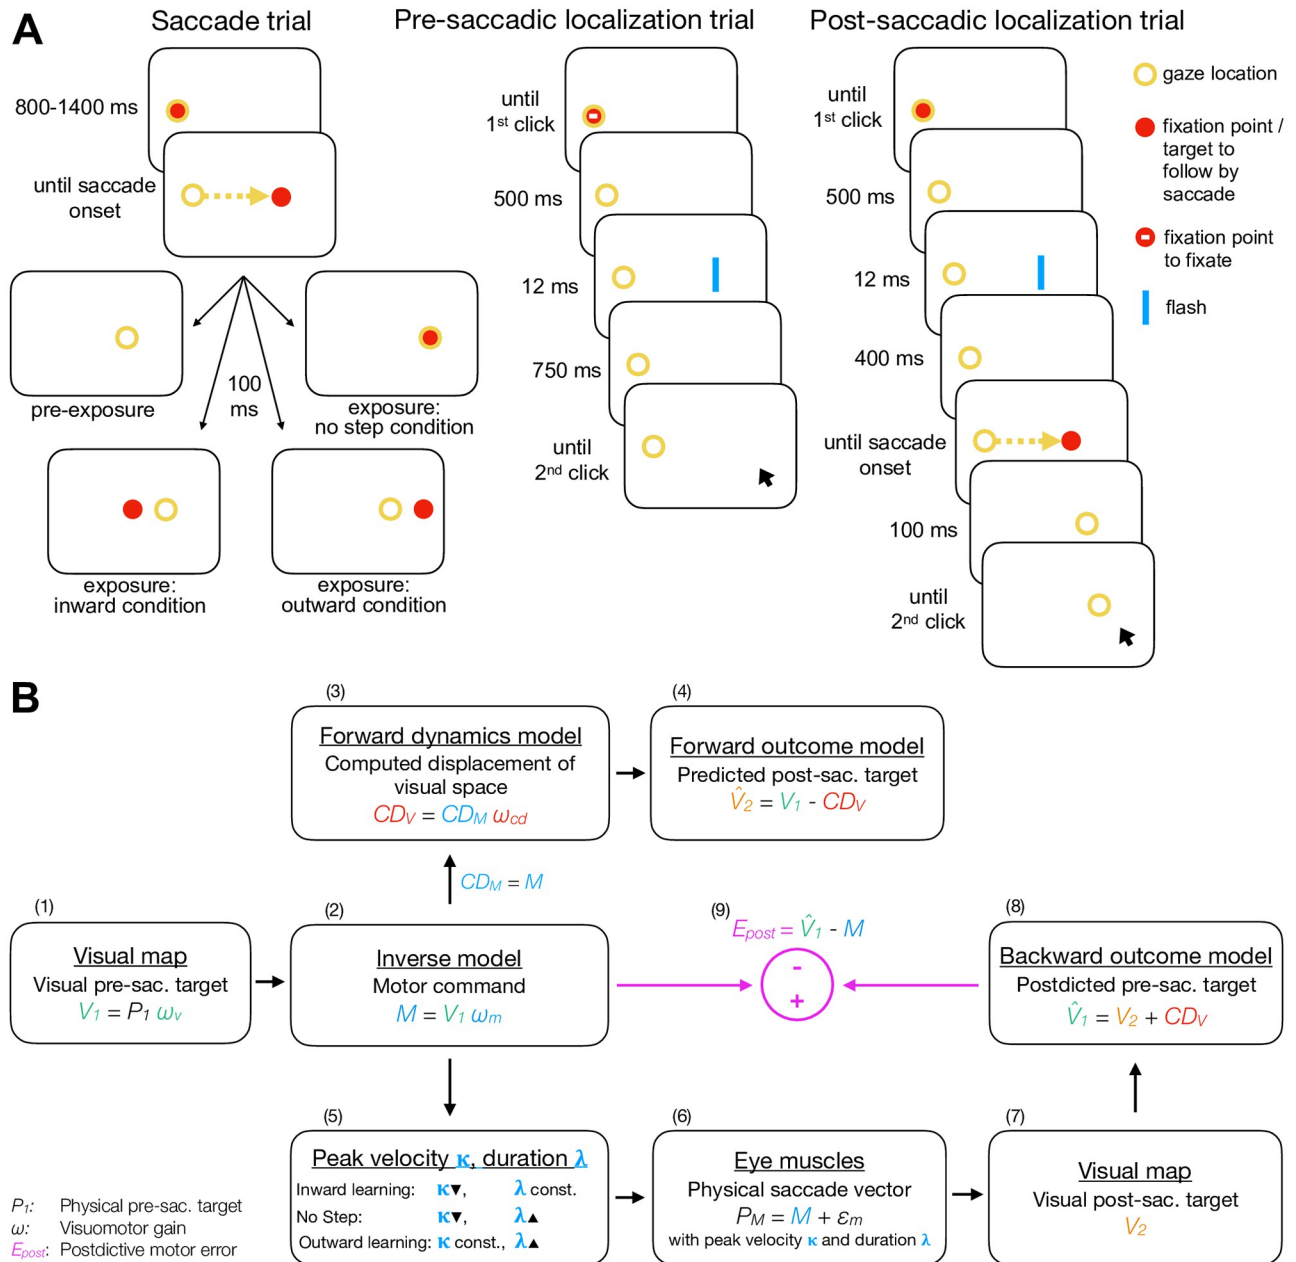 A
Saccade trial
800-1400 ms
until saccade
onset
100
ms
pre-exposure
exposure:
no step condition
exposure:
inward condition
exposure:
outward condition
Pre-saccadic localization trial
until
1st click
500 ms
12 ms
750 ms
until
2nd click
Post-saccadic localization trial
until
1st click
500 ms
12 ms
400 ms
until saccade
onset
100 ms
until
2nd click
gaze location
fixation point /
target to
follow by
saccade
fixation point
to fixate
flash
B
(3)
Forward dynamics model
Computed displacement of
visual space
CDV = CDM ωcd
(4)
Forward outcome model
Predicted post-sac. target
V̂2 = V1 - CDV
CDM = M
(1)
Visual map
Visual pre-sac. target
V1 = P1 ωv
(2)
Inverse model
Motor command
M = V1 ωm
(9)
Epost = V̂1 - M
-
+
(8)
Backward outcome model
Postdicted pre-sac. target
V̂1 = V2 + CDV
(5)
Peak velocity κ, duration λ
Inward learning: κ▼, λ const.
No Step: κ▼, λ▲
Outward learning: κ const., λ▲
(6)
Eye muscles
Physical saccade vector
PM = M + εm
with peak velocity κ and duration λ
(7)
Visual map
Visual post-sac. target
V2
P1: Physical pre-sac. target
ω: Visuomotor gain
Epost: Postdictive motor error